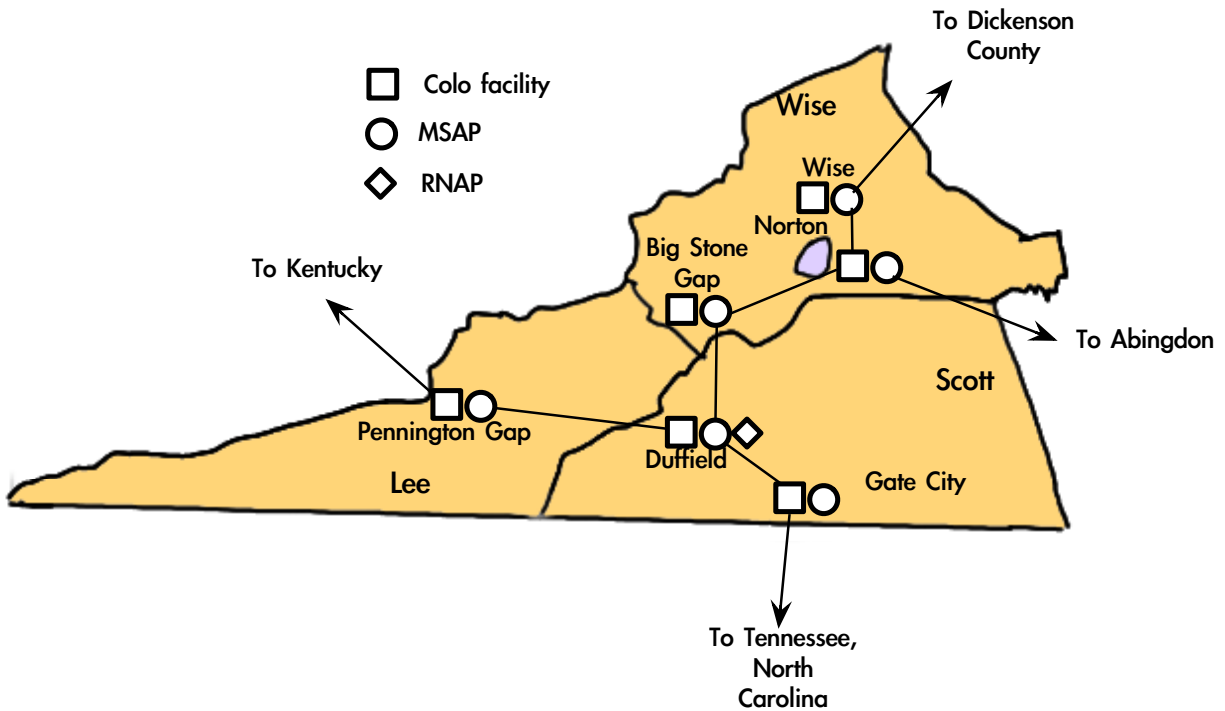 To Dickenson
County
Colo facility
Wise
MSAP
Wise
RNAP
Norton
Big Stone
Gap
To Kentucky
To Abingdon
Scott
Pennington Gap
Duffield
Lee
Gate City
To Tennessee,
North
Carolina